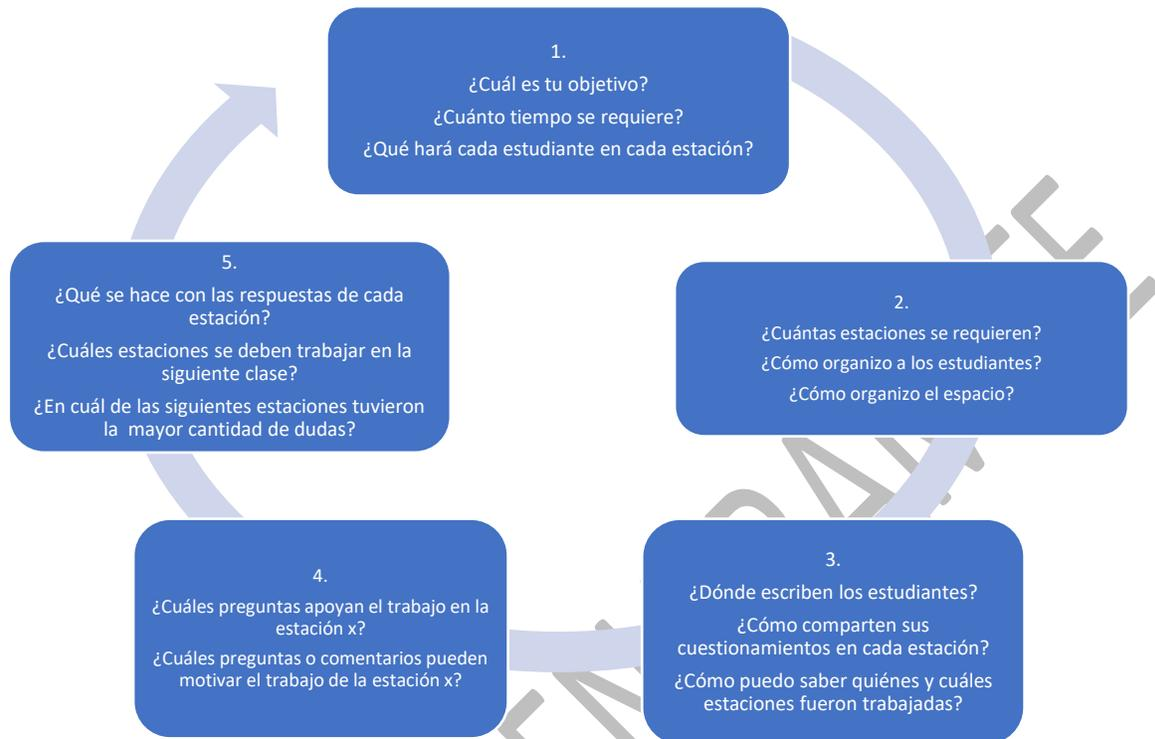 1.
¿Cuál es tu objetivo?
¿Cuánto tiempo se requiere?
¿Qué hará cada estudiante en cada estación?
2.
¿Cuántas estaciones se requieren?
¿Cómo organizo a los estudiantes?
¿Cómo organizo el espacio?
3.
¿Dónde escriben los estudiantes?
¿Cómo comparten sus
cuestionamientos en cada estación?
¿Cómo puedo saber quiénes y cuáles
estaciones fueron trabajadas?
4.
¿Cuáles preguntas apoyan el trabajo en la
estación x?
¿Cuáles preguntas o comentarios pueden
motivar el trabajo de la estación x?
5.
¿Qué se hace con las respuestas de cada
estación?
¿Cuáles estaciones se deben trabajar en la
siguiente clase?
¿En cuál de las siguientes estaciones tuvieron
la mayor cantidad de dudas?